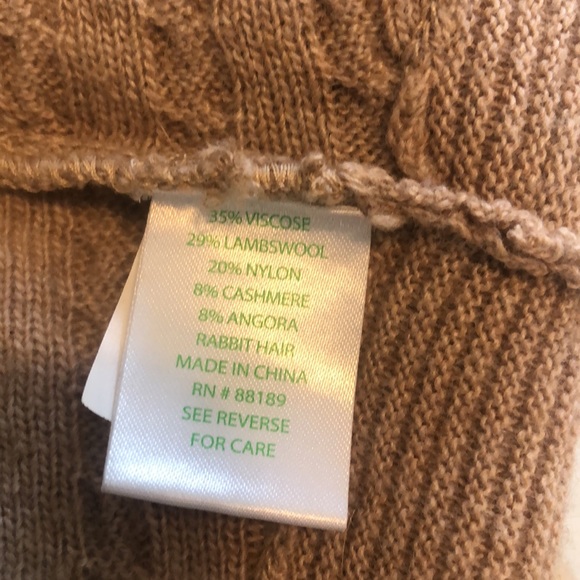 35% VISCOSE
29% LAMBSWOOL
20% NYLON
8% CASHMERE
8% ANGORA
RABBIT HAIR
MADE IN CHINA
RN # 88189
SEE REVERSE
FOR CARE